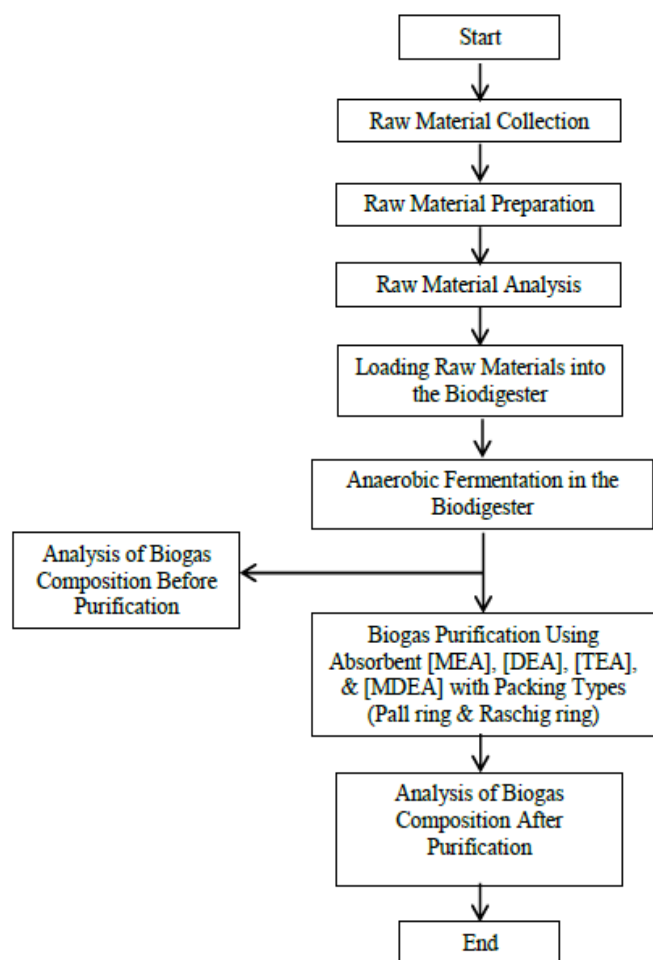 Start
Raw Material Collection
Raw Material Preparation
Raw Material Analysis
Loading Raw Materials into
the Biodigester
Anaerobic Fermentation in the
Biodigester
Analysis of Biogas
Composition Before
Purification
Biogas Purification Using
Absorbent [MEA], [DEA], [TEA],
& [MDEA] with Packing Types
(Pall ring & Raschig ring)
Analysis of Biogas
Composition After
Purification
End